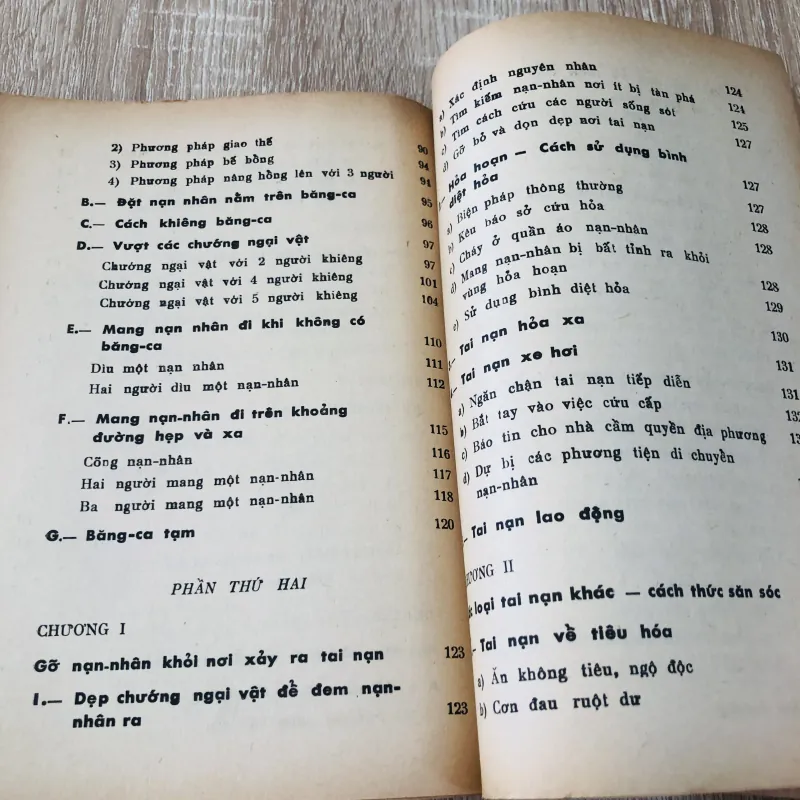 2) Phương pháp giao thế 90
3) Phương pháp bế bồng 94
4) Phương pháp nâng hồng lên với 3 người 94
B.— Đặt nạn nhân nằm trên băng-ca 95
C.— Cách khiêng băng-ca 96
D.— Vượt các chướng ngại vật 97
Chướng ngại vật với 2 người khiêng 97
Chướng ngại vật với 4 người khiêng 101
Chướng ngại vật với 5 người khiêng 104
E.— Mang nạn nhân đi khi không có
băng-ca 110
Dìu một nạn nhân 111
Hai người dìu một nạn-nhân 112
F.— Mang nạn-nhân đi trên khoảng
đường hẹp và xa 115
Cõng nạn-nhân 116
Hai người mang một nạn-nhân 117
Ba người mang một nạn-nhân 118
G.— Băng-ca tạm 120
PHẦN THỨ HAI
CHƯƠNG I
Gỡ nạn-nhân khỏi nơi xảy ra tai nạn 123
I.— Dẹp chướng ngại vật để đem nạn-
nhân ra 123
a) Xác định nguyên nhân 124
b) Tìm kiếm nạn-nhân nơi ít bị tàn phá 124
c) Tìm cách cứu các người sống sót 125
d) Gỡ bỏ và dọn dẹp nơi tai nạn 127
— Hỏa hoạn — Cách sử dụng bình
diệt hỏa 127
a) Biện pháp thông thường 127
b) Kêu báo sở cứu hỏa 128
c) Cháy ở quần áo nạn-nhân 128
d) Mang nạn-nhân bị bất tỉnh ra khỏi
vùng hỏa hoạn 128
e) Sử dụng bình diệt hỏa 129
— Tai nạn hỏa xa 130
— Tai nạn xe hơi 131
a) Ngăn chận tai nạn tiếp diễn 131
b) Bắt tay vào việc cứu cấp
c) Báo tin cho nhà cầm quyền địa phương
d) Dự bị các phương tiện di chuyển
nạn-nhân
— Tai nạn lao động
ƯƠNG II
loại tai nạn khác — cách thức săn sóc
— Tai nạn về tiêu hóa
a) Ăn không tiêu, ngộ độc
b) Cơn đau ruột dư